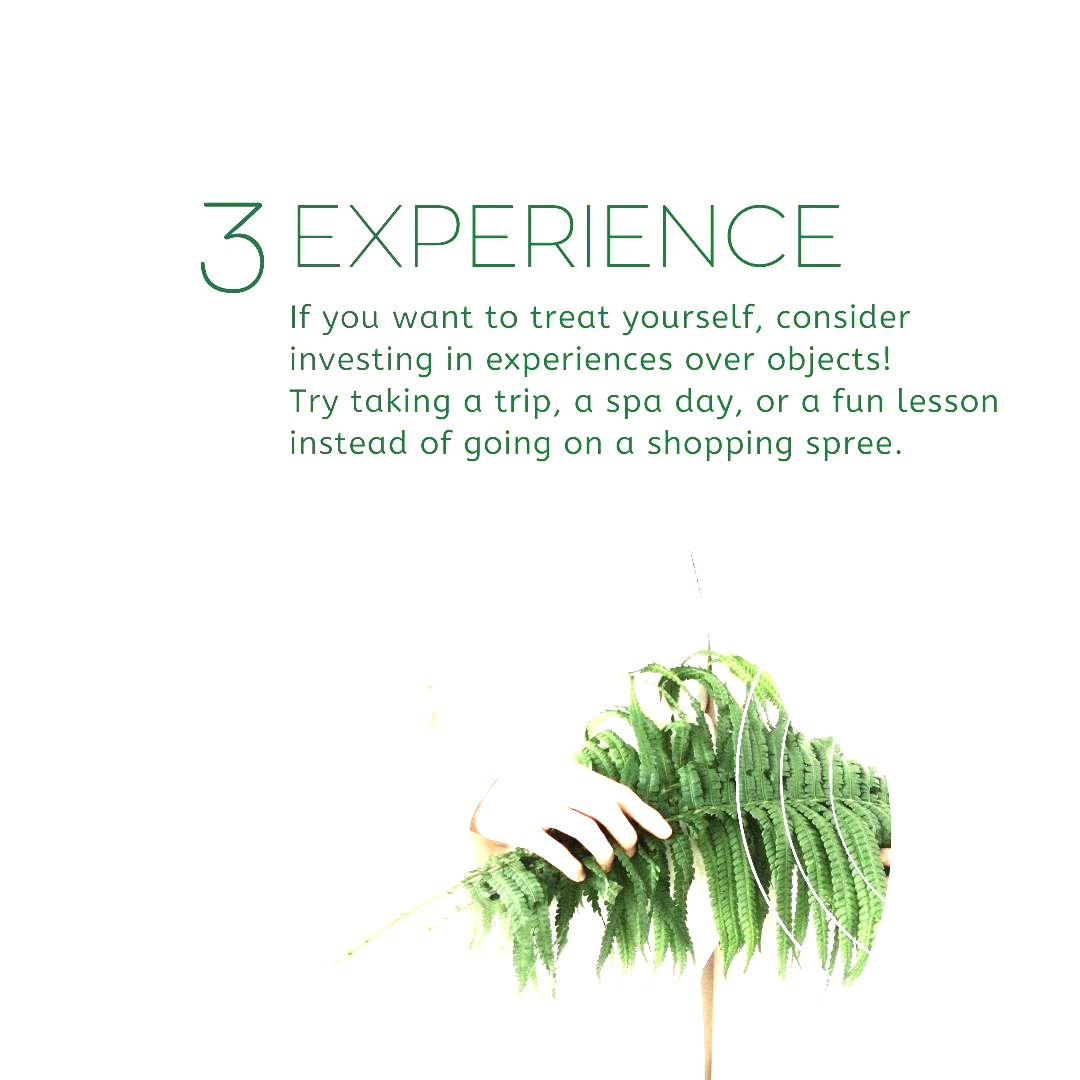 3 EXPERIENCE
If you want to treat yourself, consider
investing in experiences over objects!
Try taking a trip, a spa day, or a fun lesson
instead of going on a shopping spree.